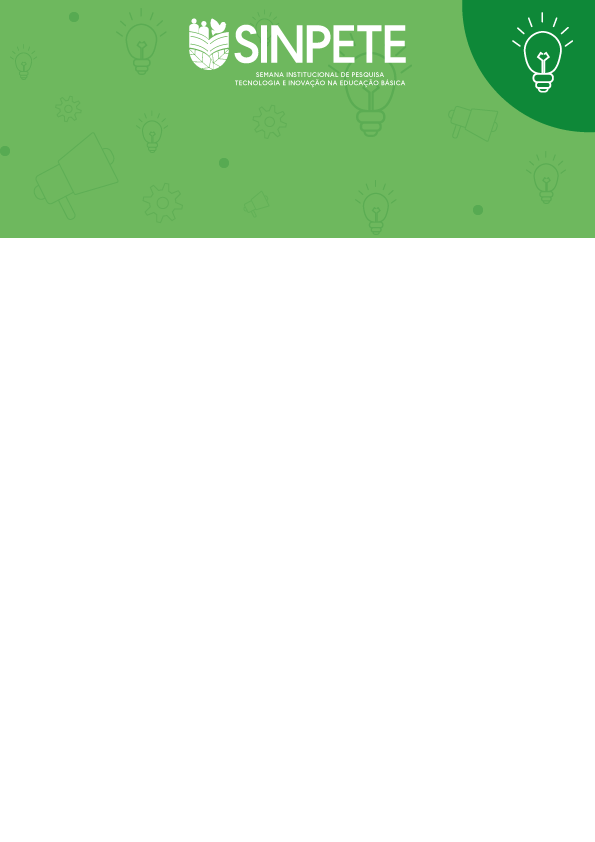 SINPETE
SEMANA INSTITUCIONAL DE PESQUISA
TECNOLOGIA E INOVAÇÃO NA EDUCAÇÃO BÁSICA